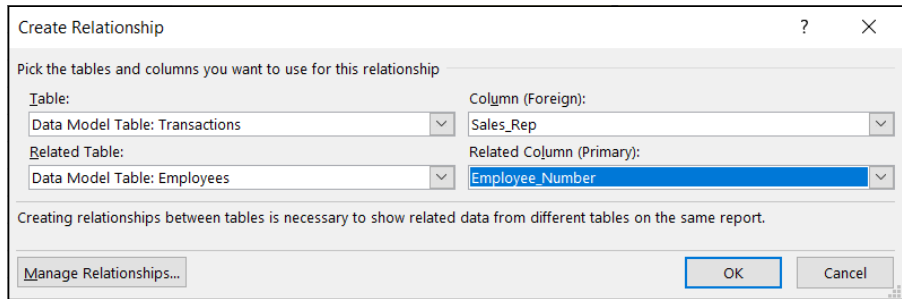 Create Relationship
?
Pick the tables and columns you want to use for this relationship
Table:
Column (Foreign):
Data Model Table: Transactions
Sales_Rep
Related Table:
Related Column (Primary):
Data Model Table: Employees
Employee_Number
Creating relationships between tables is necessary to show related data from different tables on the same report.
Manage Relationships...
OK
Cancel